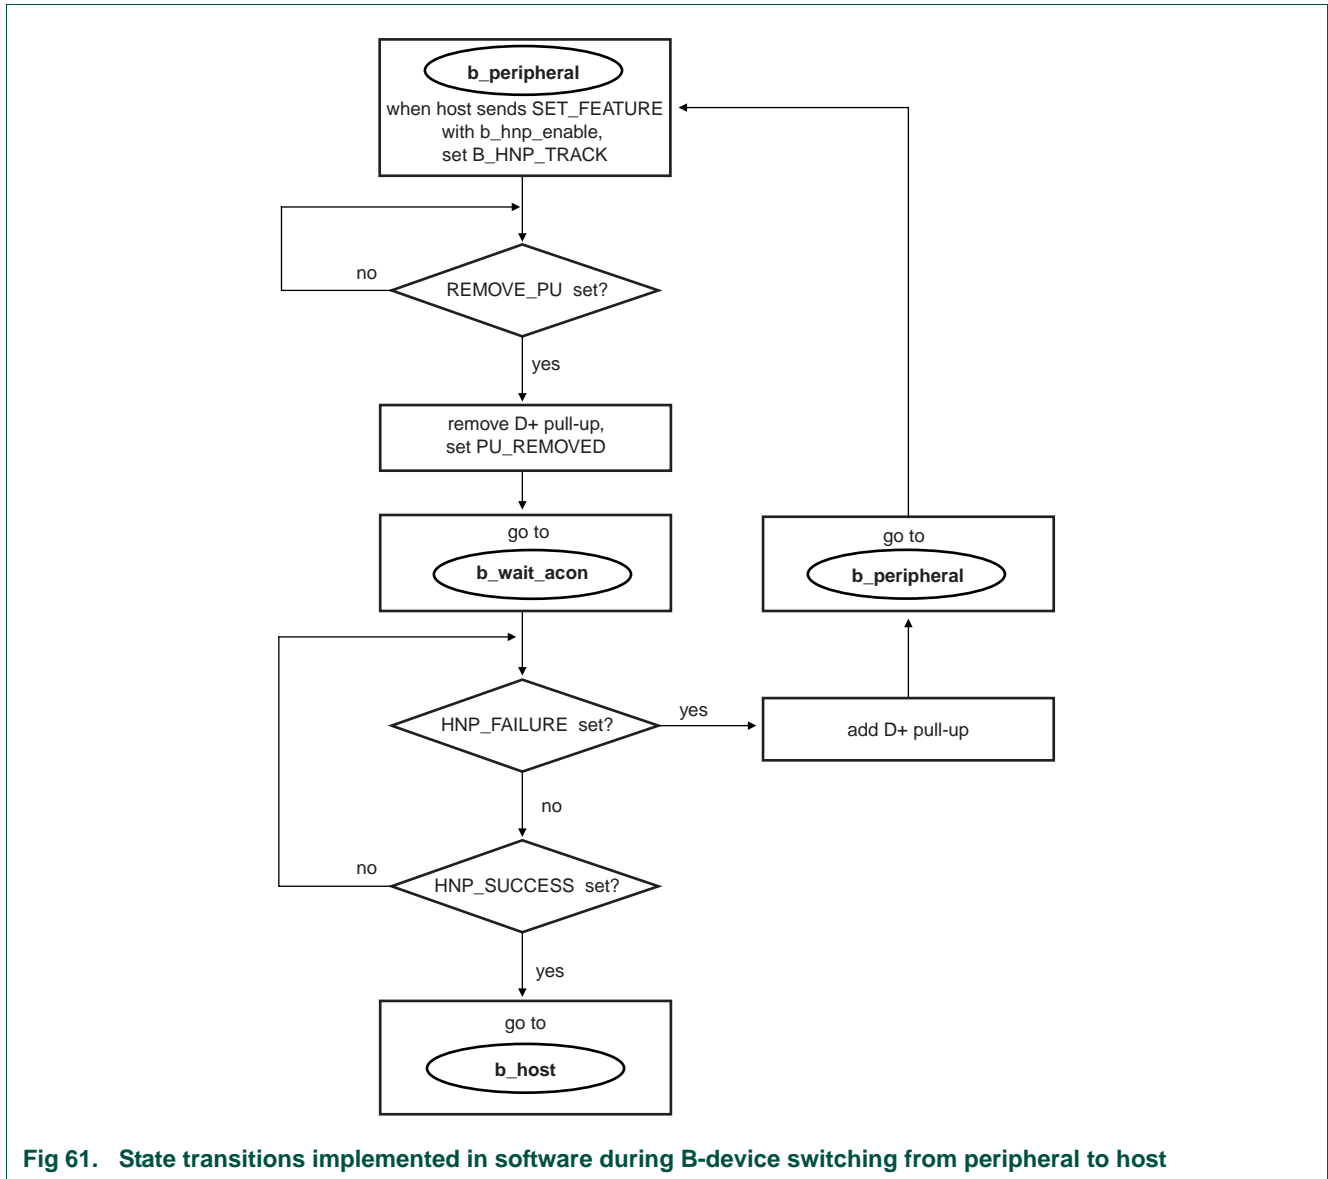 b_peripheral
when host sends SET_FEATURE
with b_hnp_enable,
set B_HNP_TRACK
no
REMOVE_PU set?
yes
remove D+ pull-up,
set PU_REMOVED
go to
b_wait_acon
go to
b_peripheral
HNP_FAILURE set?
yes
add D+ pull-up
no
no
HNP_SUCCESS set?
yes
go to
b_host
Fig 61. State transitions implemented in software during B-device switching from peripheral to host